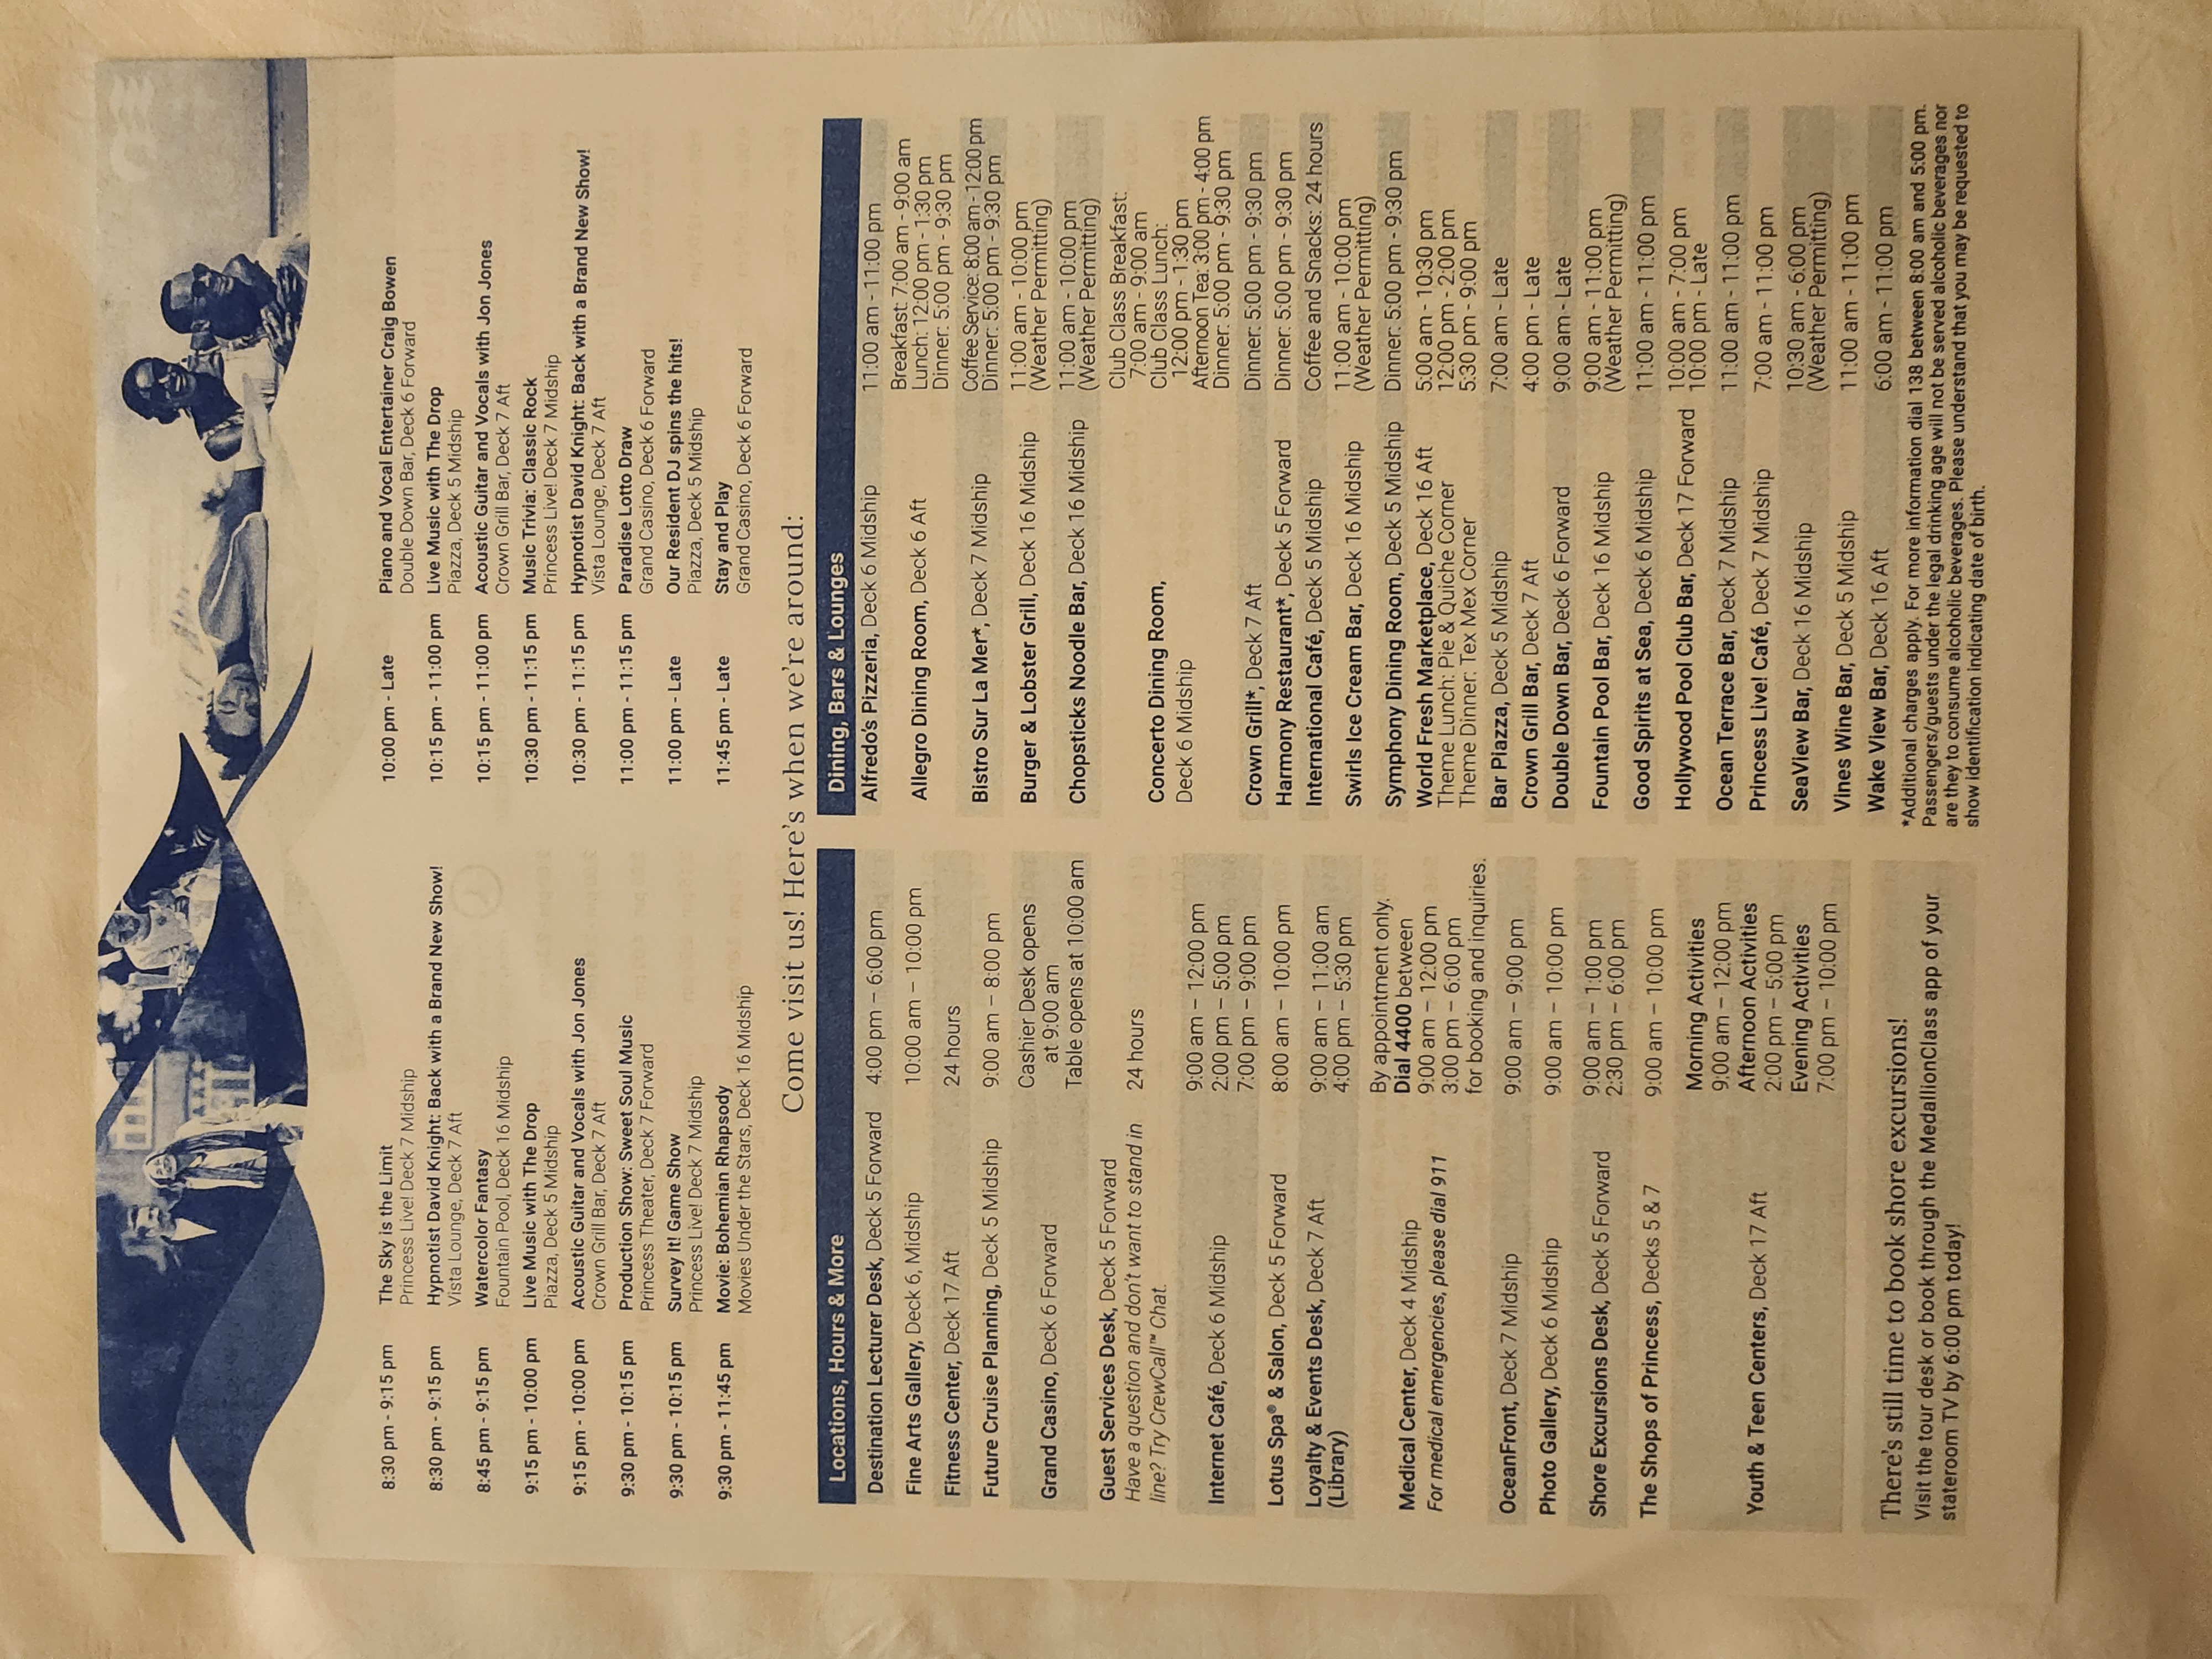 8:30 pm - 9:15 pm The Sky is the Limit
Princess Live! Deck 7 Midship
8:30 pm - 9:15 pm Hypnotist David Knight: Back with a Brand New Show!
Vista Lounge, Deck 7 Aft
8:45 pm - 9:15 pm Watercolor Fantasy
Fountain Pool, Deck 16 Midship
9:15 pm - 10:00 pm Live Music with The Drop
Piazza, Deck 5 Midship
9:15 pm - 10:00 pm Acoustic Guitar and Vocals with Jon Jones
Crown Grill Bar, Deck 7 Aft
9:30 pm - 10:15 pm Production Show: Sweet Soul Music
Princess Theater, Deck 7 Forward
9:30 pm - 10:15 pm Survey It! Game Show
Princess Live! Deck 7 Midship
9:30 pm - 11:45 pm Movie: Bohemian Rhapsody
Movies Under the Stars, Deck 16 Midship
10:00 pm - Late Piano and Vocal Entertainer Craig Bowen
Double Down Bar, Deck 6 Forward
10:15 pm - 11:00 pm Live Music with The Drop
Piazza, Deck 5 Midship
10:15 pm - 11:00 pm Acoustic Guitar and Vocals with Jon Jones
Crown Grill Bar, Deck 7 Aft
10:30 pm - 11:15 pm Music Trivia: Classic Rock
Princess Live! Deck 7 Midship
10:30 pm - 11:15 pm Hypnotist David Knight: Back with a Brand New Show!
Vista Lounge, Deck 7 Aft
11:00 pm - 11:15 pm Paradise Lotto Draw
Grand Casino, Deck 6 Forward
11:00 pm - Late Our Resident DJ spins the hits!
Piazza, Deck 5 Midship
11:45 pm - Late Stay and Play
Grand Casino, Deck 6 Forward
Come visit us! Here's when we're around:
Locations, Hours & More
Destination Lecturer Desk, Deck 5 Forward 4:00 pm – 6:00 pm
Fine Arts Gallery, Deck 6, Midship 10:00 am – 10:00 pm
Fitness Center, Deck 17 Aft 24 hours
Future Cruise Planning, Deck 5 Midship 9:00 am – 8:00 pm
Grand Casino, Deck 6 Forward Cashier Desk opens
at 9:00 am
Table opens at 10:00 am
Guest Services Desk, Deck 5 Forward
Have a question and don't want to stand in 24 hours
line? Try CrewCall™ Chat.
Internet Café, Deck 6 Midship 9:00 am – 12:00 pm
2:00 pm – 5:00 pm
7:00 pm – 9:00 pm
Lotus Spa® & Salon, Deck 5 Forward 8:00 am – 10:00 pm
Loyalty & Events Desk, Deck 7 Aft 9:00 am – 11:00 am
(Library) 4:00 pm – 5:30 pm
Medical Center, Deck 4 Midship By appointment only.
For medical emergencies, please dial 911 Dial 4400 between
9:00 am – 12:00 pm
3:00 pm – 6:00 pm
for booking and inquiries.
OceanFront, Deck 7 Midship 9:00 am – 9:00 pm
Photo Gallery, Deck 6 Midship 9:00 am – 10:00 pm
Shore Excursions Desk, Deck 5 Forward 9:00 am – 1:00 pm
2:30 pm – 6:00 pm
The Shops of Princess, Decks 5 & 7 9:00 am – 10:00 pm
Youth & Teen Centers, Deck 17 Aft Morning Activities
9:00 am – 12:00 pm
Afternoon Activities
2:00 pm – 5:00 pm
Evening Activities
7:00 pm – 10:00 pm
There's still time to book shore excursions!
Visit the tour desk or book through the MedallionClass app of your
stateroom TV by 6:00 pm today!
Dining, Bars & Lounges
Alfredo's Pizzeria, Deck 6 Midship 11:00 am - 11:00 pm
Allegro Dining Room, Deck 6 Aft Breakfast: 7:00 am - 9:00 am
Lunch: 12:00 pm - 1:30 pm
Dinner: 5:00 pm - 9:30 pm
Bistro Sur La Mer*, Deck 7 Midship Coffee Service: 8:00 am - 12:00 pm
Dinner: 5:00 pm - 9:30 pm
Burger & Lobster Grill, Deck 16 Midship 11:00 am - 10:00 pm
(Weather Permitting)
Chopsticks Noodle Bar, Deck 16 Midship 11:00 am - 10:00 pm
(Weather Permitting)
Concerto Dining Room, Club Class Breakfast:
Deck 6 Midship 7:00 am - 9:00 am
Club Class Lunch:
12:00 pm - 1:30 pm
Afternoon Tea: 3:00 pm - 4:00 pm
Dinner: 5:00 pm - 9:30 pm
Crown Grill*, Deck 7 Aft Dinner: 5:00 pm - 9:30 pm
Harmony Restaurant*, Deck 5 Forward Dinner: 5:00 pm - 9:30 pm
International Café, Deck 5 Midship Coffee and Snacks: 24 hours
Swirls Ice Cream Bar, Deck 16 Midship 11:00 am - 10:00 pm
(Weather Permitting)
Symphony Dining Room, Deck 5 Midship Dinner: 5:00 pm - 9:30 pm
World Fresh Marketplace, Deck 16 Aft 5:00 am - 10:30 pm
Theme Lunch: Pie & Quiche Corner 12:00 pm - 2:00 pm
Theme Dinner: Tex Mex Corner 5:30 pm - 9:00 pm
Bar Piazza, Deck 5 Midship 7:00 am - Late
Crown Grill Bar, Deck 7 Aft 4:00 pm - Late
Double Down Bar, Deck 6 Forward 9:00 am - Late
Fountain Pool Bar, Deck 16 Midship 9:00 am - 11:00 pm
(Weather Permitting)
Good Spirits at Sea, Deck 6 Midship 11:00 am - 11:00 pm
Hollywood Pool Club Bar, Deck 17 Forward 10:00 am - 7:00 pm
10:00 pm - Late
Ocean Terrace Bar, Deck 7 Midship 11:00 am - 11:00 pm
Princess Live! Café, Deck 7 Midship 7:00 am - 11:00 pm
SeaView Bar, Deck 16 Midship 10:30 am - 6:00 pm
(Weather Permitting)
Vines Wine Bar, Deck 5 Midship 11:00 am - 11:00 pm
Wake View Bar, Deck 16 Aft 6:00 am - 11:00 pm
*Additional charges apply. For more information dial 138 between 8:00 am and 5:00 pm.
Passengers/guests under the legal drinking age will not be served alcoholic beverages nor
are they to consume alcoholic beverages. Please understand that you may be requested to
show identification indicating date of birth.